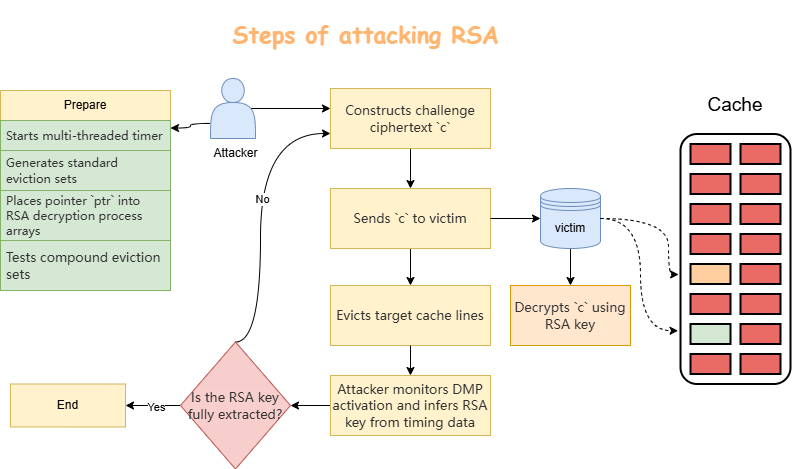 Steps of attacking RSA
Prepare
Starts multi-threaded timer
Generates standard
eviction sets
Places pointer `ptr` into
RSA decryption process
arrays
Tests compound eviction
sets
Attacker
Constructs challenge
ciphertext `c`
No
Sends `c` to victim
victim
Cache
Evicts target cache lines
Decrypts `c` using
RSA key
Attacker monitors DMP
activation and infers RSA
key from timing data
Is the RSA key
fully extracted?
Yes
End